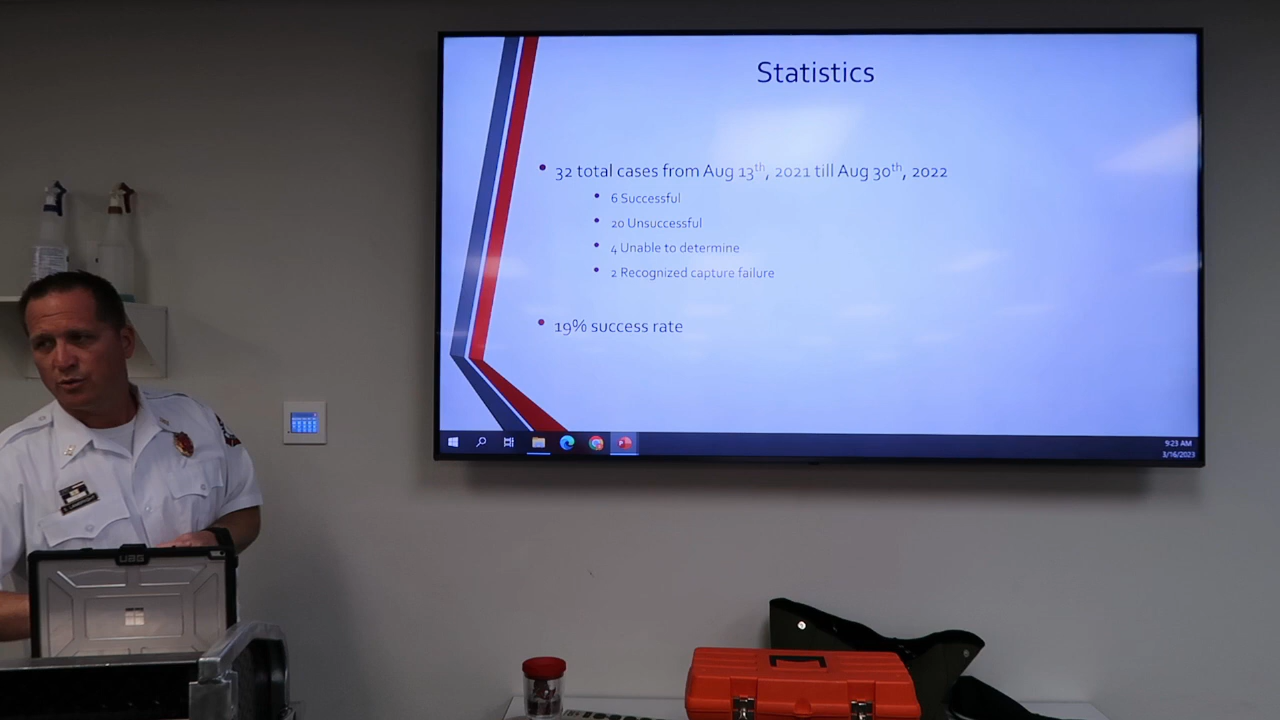 Statistics
• 32 total cases from Aug 13th, 2021 till Aug 30th, 2022
• 6 Successful
• 20 Unsuccessful
• 4 Unable to determine
• 2 Recognized capture failure
• 19% success rate
9:23 AM
3/16/2023
UAG